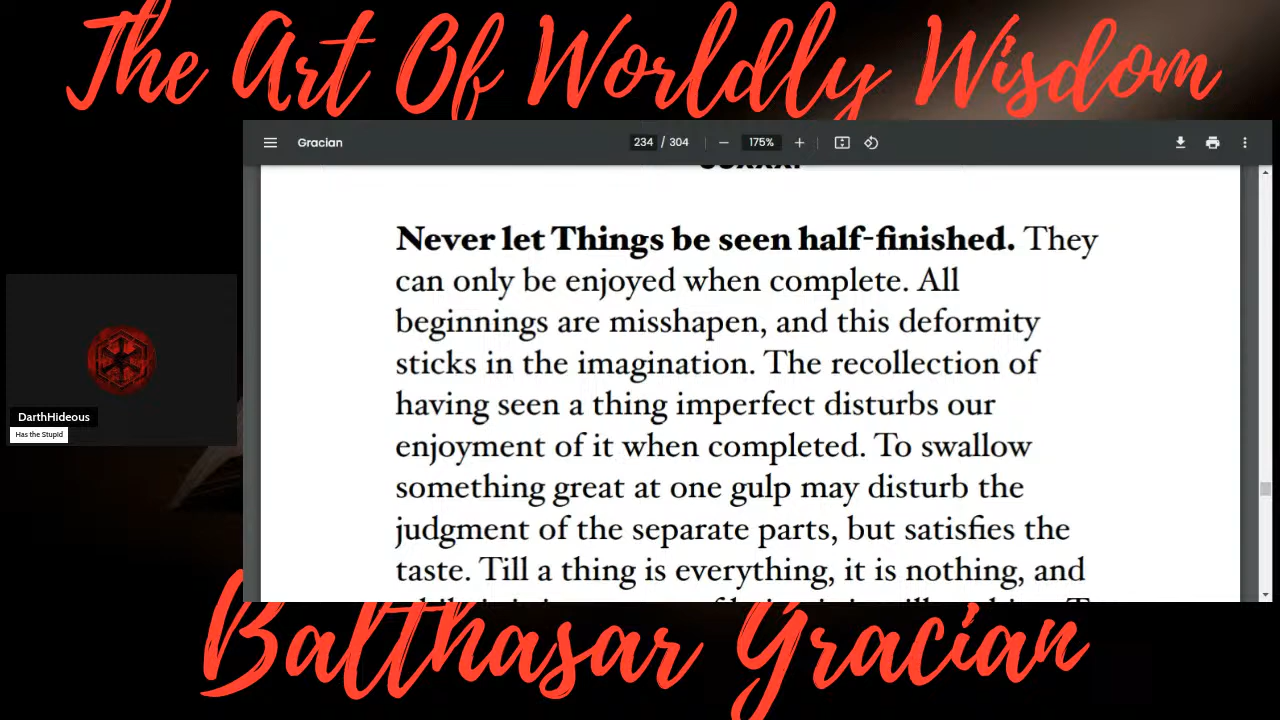 The Art Of Worldly Wisdom
Gracian
234 / 304
175%
Never let Things be seen half-finished. They
can only be enjoyed when complete. All
beginnings are misshapen, and this deformity
sticks in the imagination. The recollection of
having seen a thing imperfect disturbs our
enjoyment of it when completed. To swallow
something great at one gulp may disturb the
judgment of the separate parts, but satisfies the
taste. Till a thing is everything, it is nothing, and
DarthHideous
Has the Stupid
Balthasar Gracian